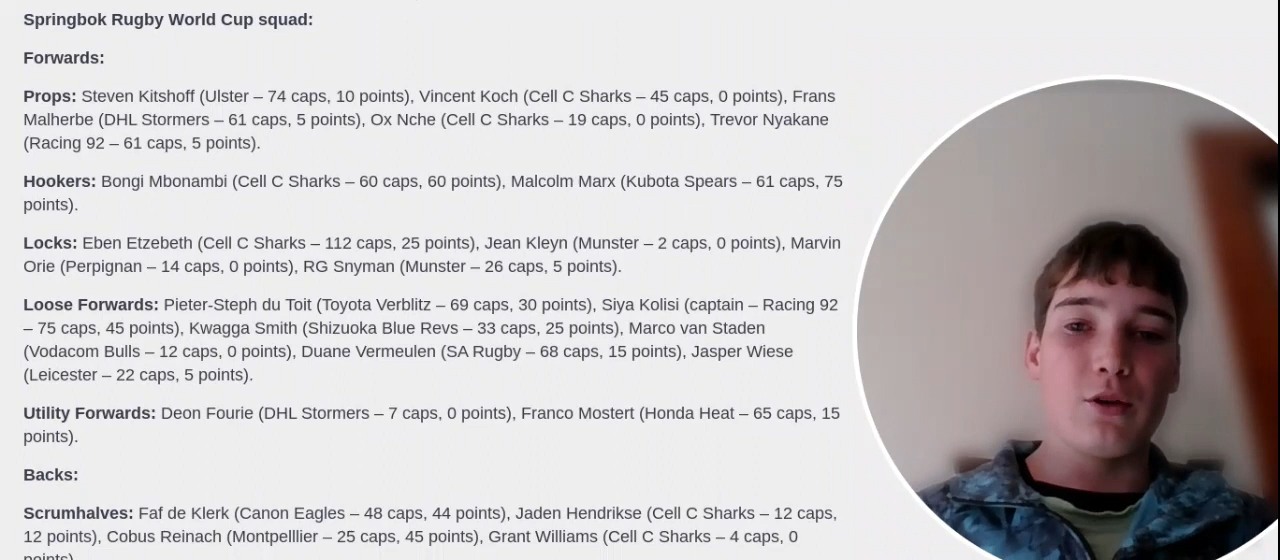 Springbok Rugby World Cup squad:
Forwards:
Props: Steven Kitshoff (Ulster – 74 caps, 10 points), Vincent Koch (Cell C Sharks – 45 caps, 0 points), Frans
Malherbe (DHL Stormers – 61 caps, 5 points), Ox Nche (Cell C Sharks – 19 caps, 0 points), Trevor Nyakane
(Racing 92 – 61 caps, 5 points).
Hookers: Bongi Mbonambi (Cell C Sharks – 60 caps, 60 points), Malcolm Marx (Kubota Spears – 61 caps, 75
points).
Locks: Eben Etzebeth (Cell C Sharks – 112 caps, 25 points), Jean Kleyn (Munster – 2 caps, 0 points), Marvin
Orie (Perpignan – 14 caps, 0 points), RG Snyman (Munster – 26 caps, 5 points).
Loose Forwards: Pieter-Steph du Toit (Toyota Verblitz – 69 caps, 30 points), Siya Kolisi (captain – Racing 92
– 75 caps, 45 points), Kwagga Smith (Shizuoka Blue Revs – 33 caps, 25 points), Marco van Staden
(Vodacom Bulls – 12 caps, 0 points), Duane Vermeulen (SA Rugby – 68 caps, 15 points), Jasper Wiese
(Leicester – 22 caps, 5 points).
Utility Forwards: Deon Fourie (DHL Stormers – 7 caps, 0 points), Franco Mostert (Honda Heat – 65 caps, 15
points).
Backs:
Scrumhalves: Faf de Klerk (Canon Eagles – 48 caps, 44 points), Jaden Hendrikse (Cell C Sharks – 12 caps,
12 points), Cobus Reinach (Montpelllier – 25 caps, 45 points), Grant Williams (Cell C Sharks – 4 caps, 0
points)